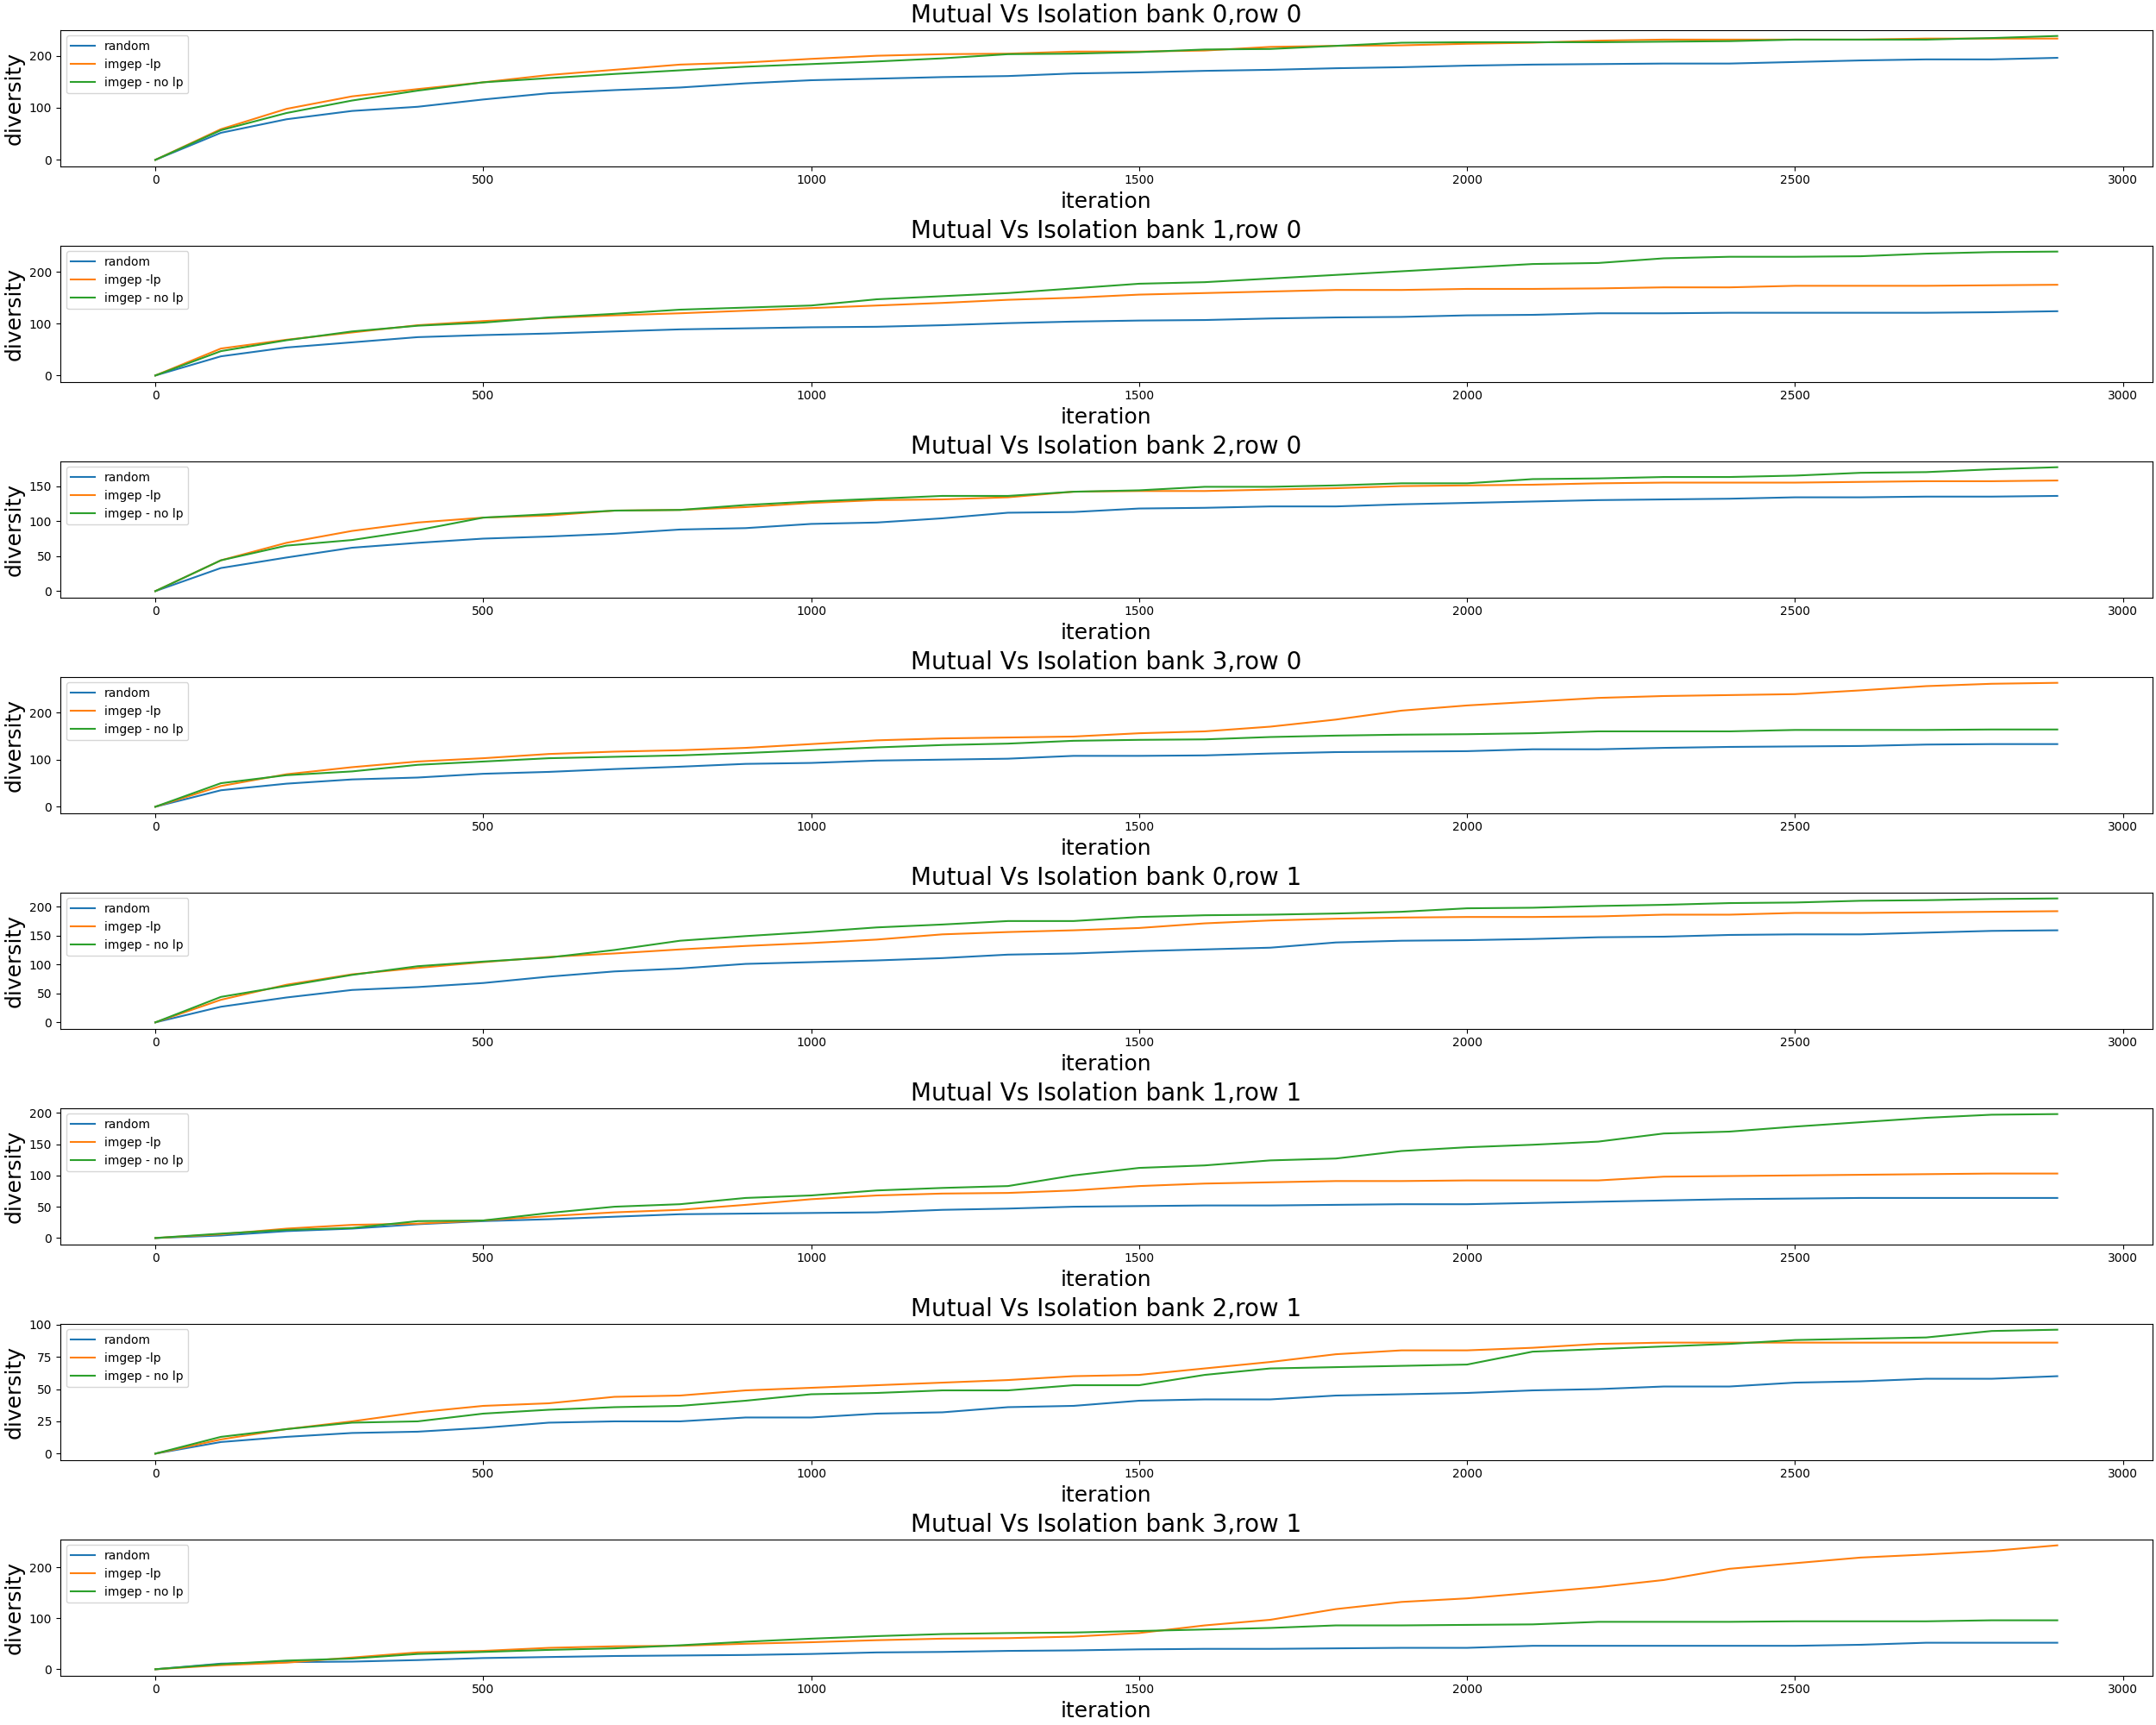 Mutual Vs Isolation bank 0,row 0
random
imgep -lp
imgep - no lp
diversity
200
100
0
0 500 1000 1500 2000 2500 3000
iteration
Mutual Vs Isolation bank 1,row 0
random
imgep -lp
imgep - no lp
diversity
200
100
0
0 500 1000 1500 2000 2500 3000
iteration
Mutual Vs Isolation bank 2,row 0
random
imgep -lp
imgep - no lp
diversity
150
100
50
0
0 500 1000 1500 2000 2500 3000
iteration
Mutual Vs Isolation bank 3,row 0
random
imgep -lp
imgep - no lp
diversity
200
100
0
0 500 1000 1500 2000 2500 3000
iteration
Mutual Vs Isolation bank 0,row 1
random
imgep -lp
imgep - no lp
diversity
200
150
100
50
0
0 500 1000 1500 2000 2500 3000
iteration
Mutual Vs Isolation bank 1,row 1
random
imgep -lp
imgep - no lp
diversity
200
150
100
50
0
0 500 1000 1500 2000 2500 3000
iteration
Mutual Vs Isolation bank 2,row 1
random
imgep -lp
imgep - no lp
diversity
100
75
50
25
0
0 500 1000 1500 2000 2500 3000
iteration
Mutual Vs Isolation bank 3,row 1
random
imgep -lp
imgep - no lp
diversity
200
100
0
0 500 1000 1500 2000 2500 3000
iteration